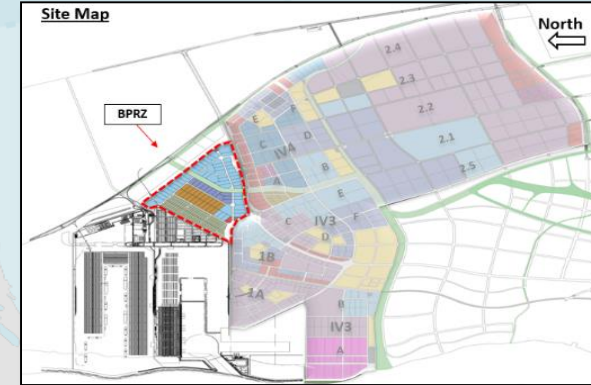 Site Map
North
BPRZ
2.4
2.3
2.2
2.1
2.5
E
F
D
C
IV4
B
A
E
F
C
IV3
D
1B
1A
B
IV3
A